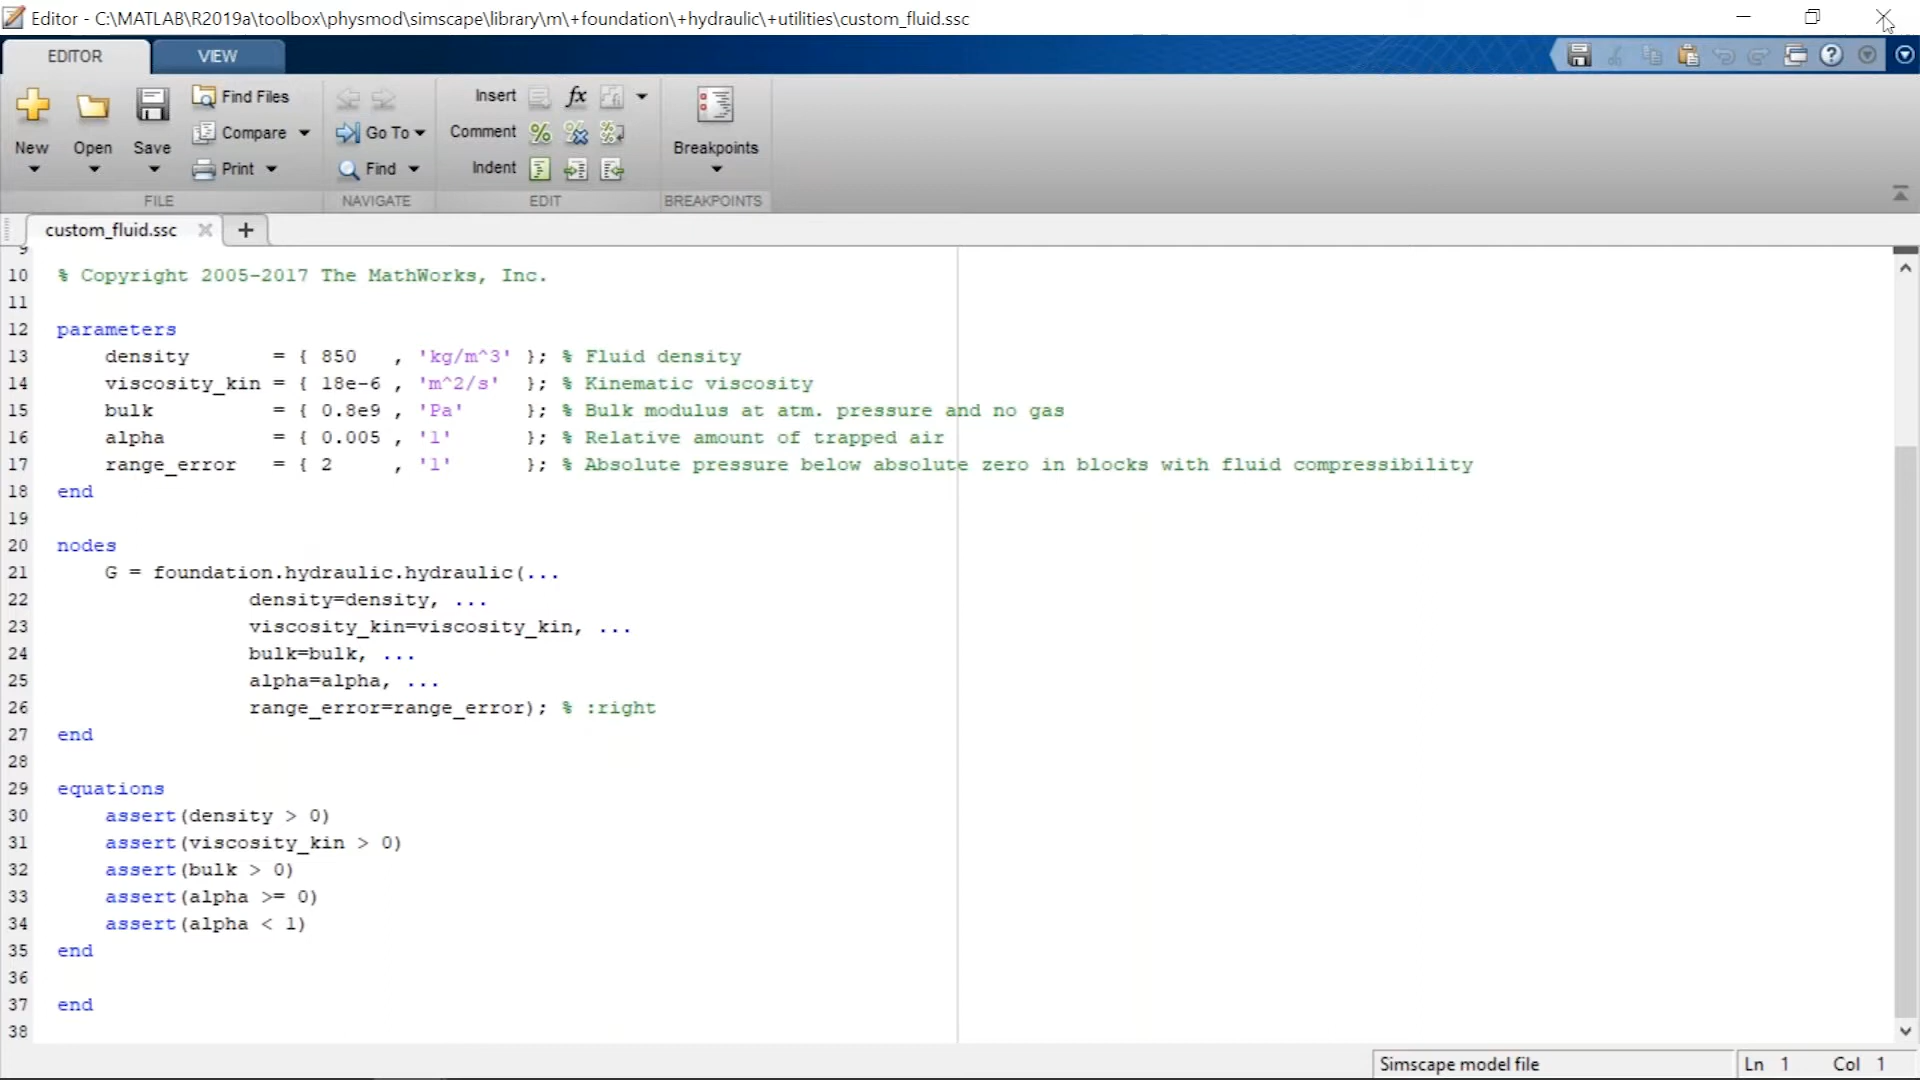 Editor - C:\MATLAB\R2019a\toolbox\physmod\simscape\library\m\+foundation\+hydraulic\+utilities\custom_fluid.ssc
EDITOR VIEW
New
Open
Save
Find Files
Compare
Print
FILE
Go To
Find
NAVIGATE
Insert fx
Comment
Indent
EDIT
Breakpoints
BREAKPOINTS
custom_fluid.ssc
9
10 % Copyright 2005-2017 The MathWorks, Inc.
11
12 parameters
13 density = { 850 , 'kg/m^3' }; % Fluid density
14 viscosity_kin = { 18e-6 , 'm^2/s' }; % Kinematic viscosity
15 bulk = { 0.8e9 , 'Pa' }; % Bulk modulus at atm. pressure and no gas
16 alpha = { 0.005 , '1' }; % Relative amount of trapped air
17 range_error = { 2 , '1' }; % Absolute pressure below absolute zero in blocks with fluid compressibility
18 end
19
20 nodes
21 G = foundation.hydraulic.hydraulic(...
22 density=density, ...
23 viscosity_kin=viscosity_kin, ...
24 bulk=bulk, ...
25 alpha=alpha, ...
26 range_error=range_error); % :right
27 end
28
29 equations
30 assert(density > 0)
31 assert(viscosity_kin > 0)
32 assert(bulk > 0)
33 assert(alpha >= 0)
34 assert(alpha < 1)
35 end
36
37 end
38
Simscape model file Ln 1 Col 1